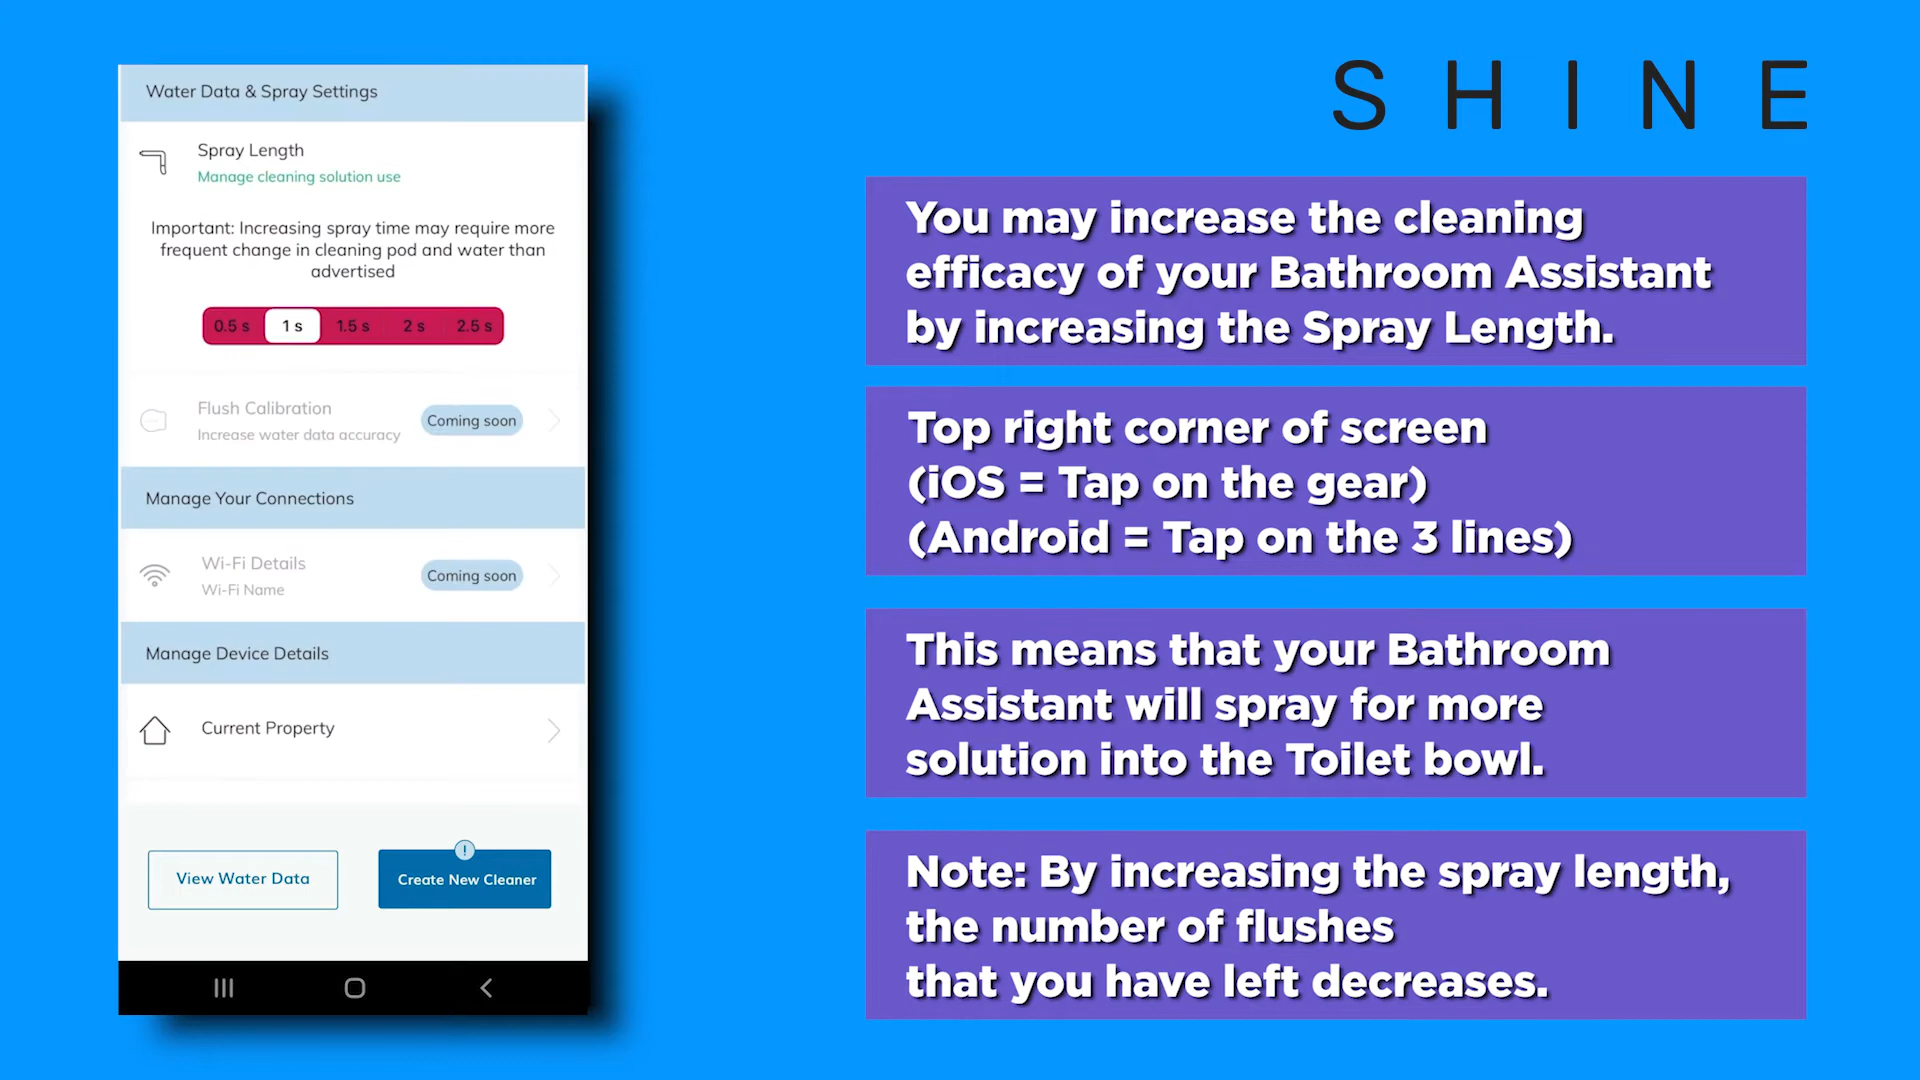 SHINE
Water Data & Spray Settings
Spray Length
Manage cleaning solution use
Important: Increasing spray time may require more
frequent change in cleaning pod and water than
advertised
0.5 s 1 s 1.5 s 2 s 2.5 s
Flush Calibration
Increase water data accuracy
Coming soon
Manage Your Connections
Wi-Fi Details
Wi-Fi Name
Coming soon
Manage Device Details
Current Property
View Water Data
!
Create New Cleaner
You may increase the cleaning
efficacy of your Bathroom Assistant
by increasing the Spray Length.
Top right corner of screen
(iOS = Tap on the gear)
(Android = Tap on the 3 lines)
This means that your Bathroom
Assistant will spray for more
solution into the Toilet bowl.
Note: By increasing the spray length,
the number of flushes
that you have left decreases.